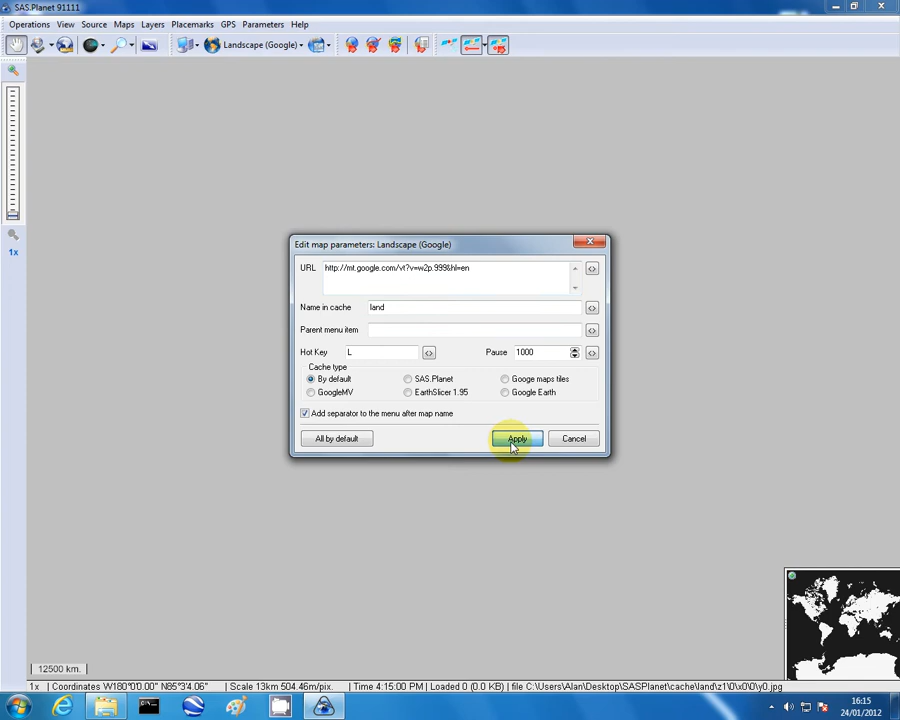 SAS.Planet 91111
Operations View Source Maps Layers Placemarks GPS Parameters Help
Landscape (Google)
1x
Edit map parameters: Landscape (Google)
URL http://mt.google.com/vt?v=w2p.999&hl=en
Name in cache land
Parent menu item
Hot Key L Pause 1000
Cache type
By default SAS.Planet Googe maps tiles
GoogleMV EarthSlicer 1.95 Google Earth
Add separator to the menu after map name
All by default Apply Cancel
12500 km.
1x Coordinates W180°0'0.00" N85°3'4.06" Scale 13km 504.46m/pix. Time 4:15:00 PM Loaded 0 (0.0 KB) file C:\Users\Alan\Desktop\SASPlanet\cache\land\z1\0\x0\0\y0.jpg
16:15
24/01/2012